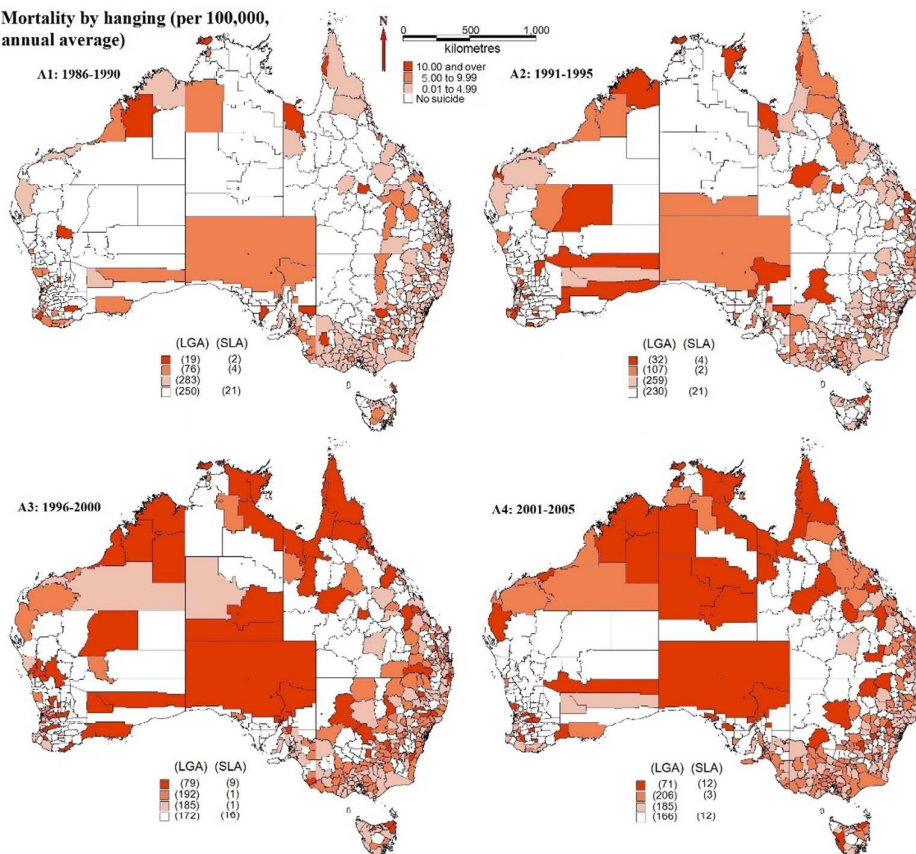 Mortality by hanging (per 100,000,
annual average)
N
0 500 1,000
kilometres
10.00 and over
5.00 to 9.99
0.01 to 4.99
No suicide
A1: 1986-1990
A2: 1991-1995
(LGA) (SLA)
(19) (2)
(76) (4)
(283)
(250) (21)
(LGA) (SLA)
(32) (4)
(107) (2)
(259)
(230) (21)
A3: 1996-2000
A4: 2001-2005
(LGA) (SLA)
(79) (9)
(192) (1)
(185) (1)
(172) (16)
(LGA) (SLA)
(71) (12)
(206) (3)
(185)
(166) (12)